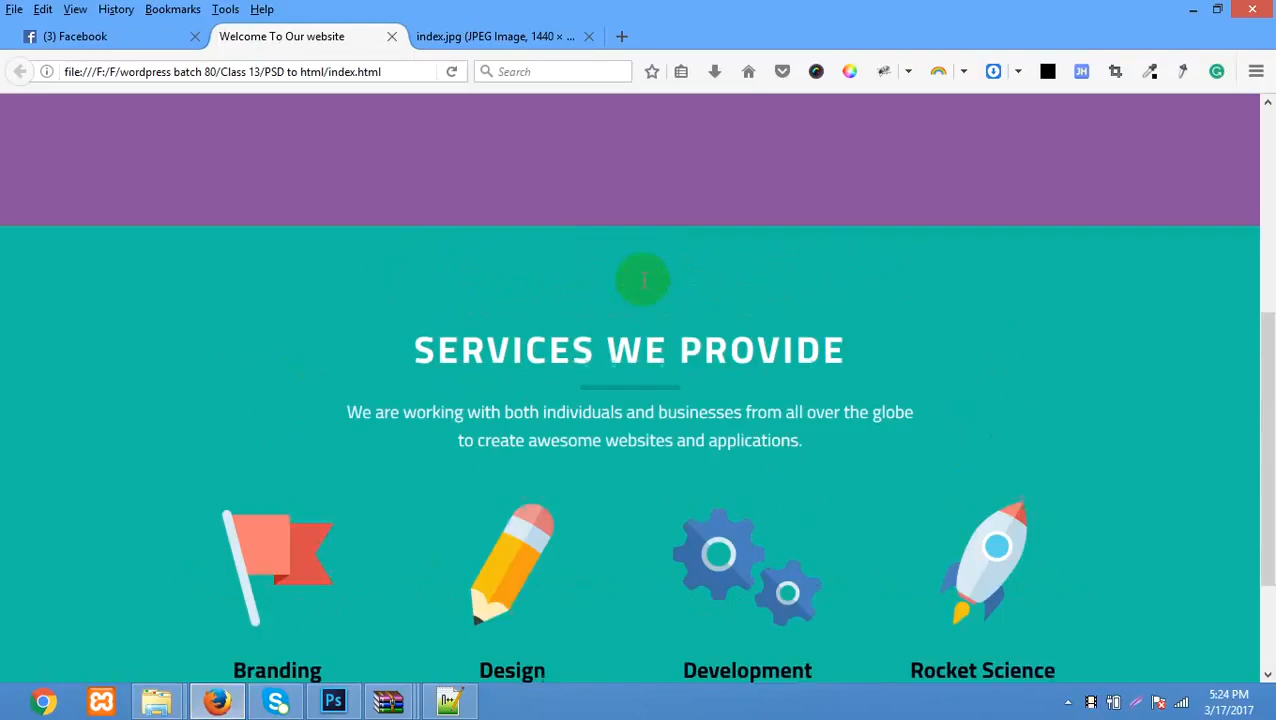 File Edit View History Bookmarks Tools Help
(3) Facebook
Welcome To Our website
index.jpg (JPEG Image, 1440 × ...
file:///F:/F/wordpress batch 80/Class 13/PSD to html/index.html
Search
JH
SERVICES WE PROVIDE
We are working with both individuals and businesses from all over the globe
to create awesome websites and applications.
Branding Design Development Rocket Science
Ps
5:24 PM
3/17/2017